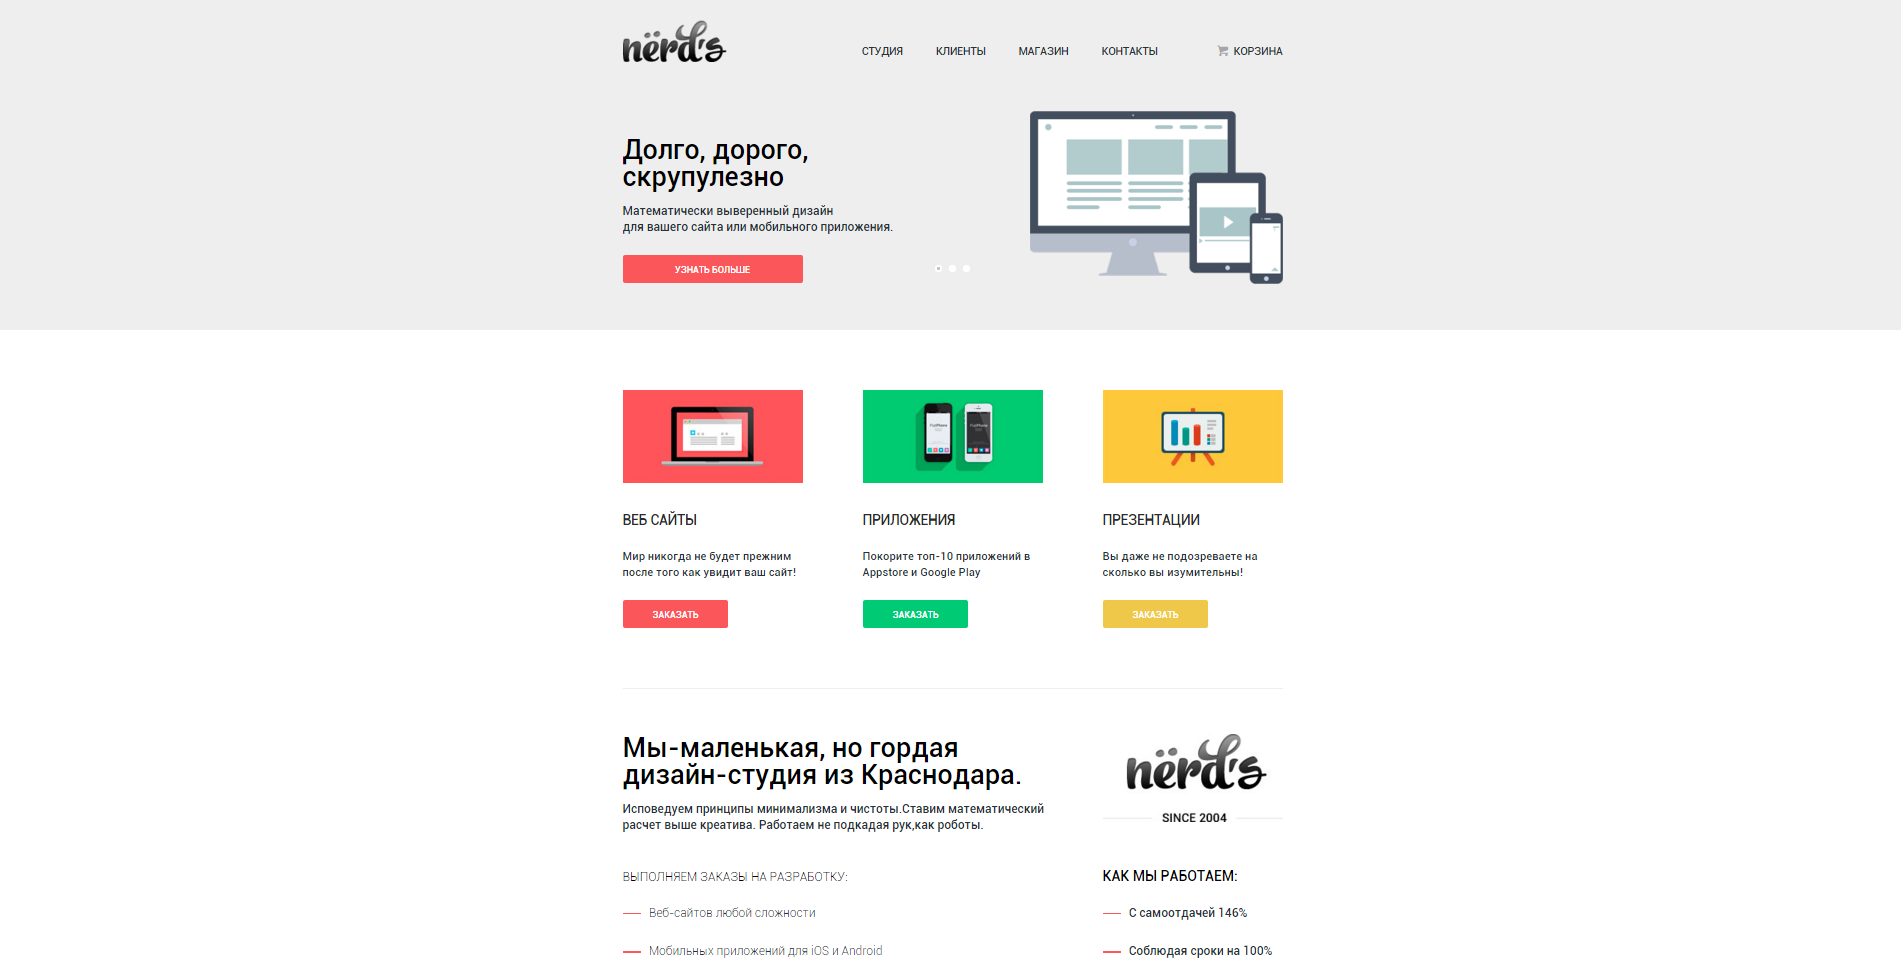 nërd's
СТУДИЯ
КЛИЕНТЫ
МАГАЗИН
КОНТАКТЫ
КОРЗИНА
Долго, дорого,
скрупулезно
Математически выверенный дизайн
для вашего сайта или мобильного приложения.
УЗНАТЬ БОЛЬШЕ
ВЕБ САЙТЫ
Мир никогда не будет прежним
после того как увидит ваш сайт!
ЗАКАЗАТЬ
ПРИЛОЖЕНИЯ
Покорите топ-10 приложений в
Appstore и Google Play
ЗАКАЗАТЬ
ПРЕЗЕНТАЦИИ
Вы даже не подозреваете на
сколько вы изумительны!
ЗАКАЗАТЬ
Мы-маленькая, но гордая
дизайн-студия из Краснодара.
Исповедуем принципы минимализма и чистоты.Ставим математический
расчет выше креатива. Работаем не подкадая рук,как роботы.
ВЫПОЛНЯЕМ ЗАКАЗЫ НА РАЗРАБОТКУ:
Веб-сайтов любой сложности
Мобильных приложений для iOS и Android
nërd's
SINCE 2004
КАК МЫ РАБОТАЕМ:
С самоотдачей 146%
Соблюдая сроки на 100%